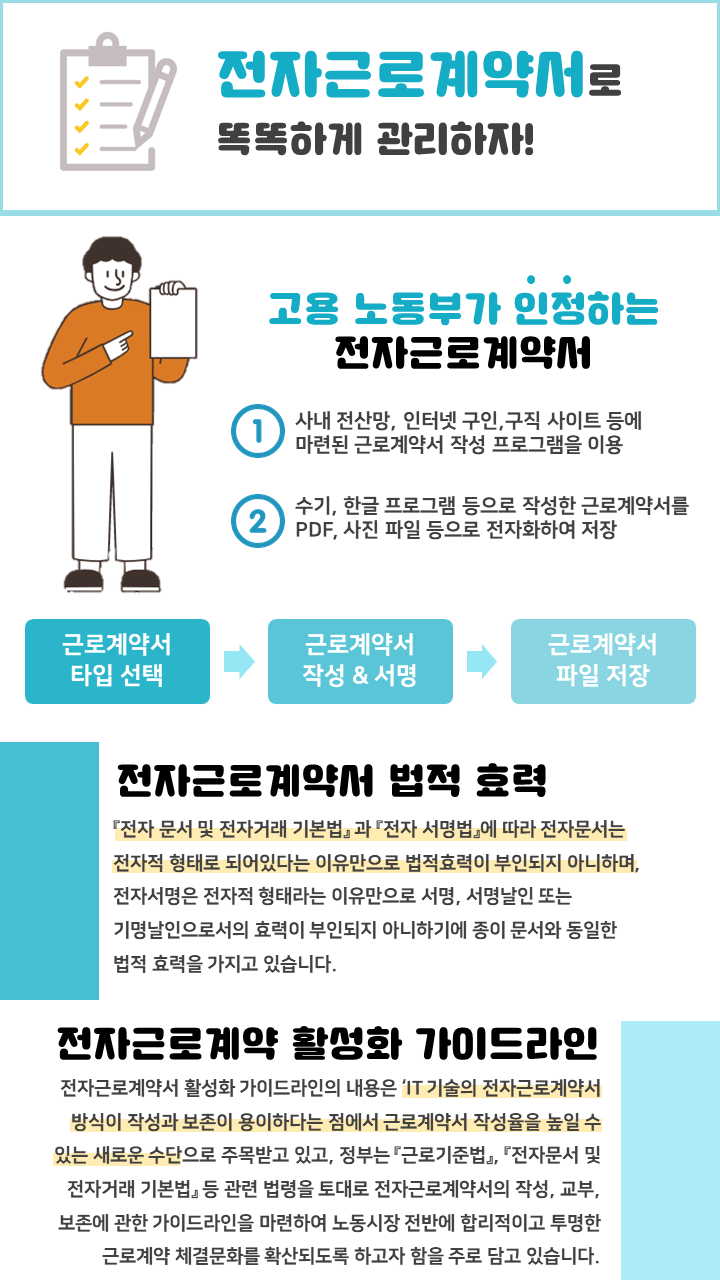 전자근로계약서로
똑똑하게 관리하자!
고용 노동부가 인정하는
전자근로계약서
1
사내 전산망, 인터넷 구인,구직 사이트 등에
마련된 근로계약서 작성 프로그램을 이용
2
수기, 한글 프로그램 등으로 작성한 근로계약서를
PDF, 사진 파일 등으로 전자화하여 저장
근로계약서
타입 선택
근로계약서
작성 & 서명
근로계약서
파일 저장
전자근로계약서 법적 효력
『전자 문서 및 전자거래 기본법』과『전자 서명법』에 따라 전자문서는
전자적 형태로 되어있다는 이유만으로 법적효력이 부인되지 아니하며,
전자서명은 전자적 형태라는 이유만으로 서명, 서명날인 또는
기명날인으로서의 효력이 부인되지 아니하기에 종이 문서와 동일한
법적 효력을 가지고 있습니다.
전자근로계약 활성화 가이드라인
전자근로계약서 활성화 가이드라인의 내용은 ‘IT 기술의 전자근로계약서
방식이 작성과 보존이 용이하다는 점에서 근로계약서 작성율을 높일 수
있는 새로운 수단으로 주목받고 있고, 정부는『근로기준법』,『전자문서 및
전자거래 기본법』등 관련 법령을 토대로 전자근로계약서의 작성, 교부,
보존에 관한 가이드라인을 마련하여 노동시장 전반에 합리적이고 투명한
근로계약 체결문화를 확산되도록 하고자 함을 주로 담고 있습니다.